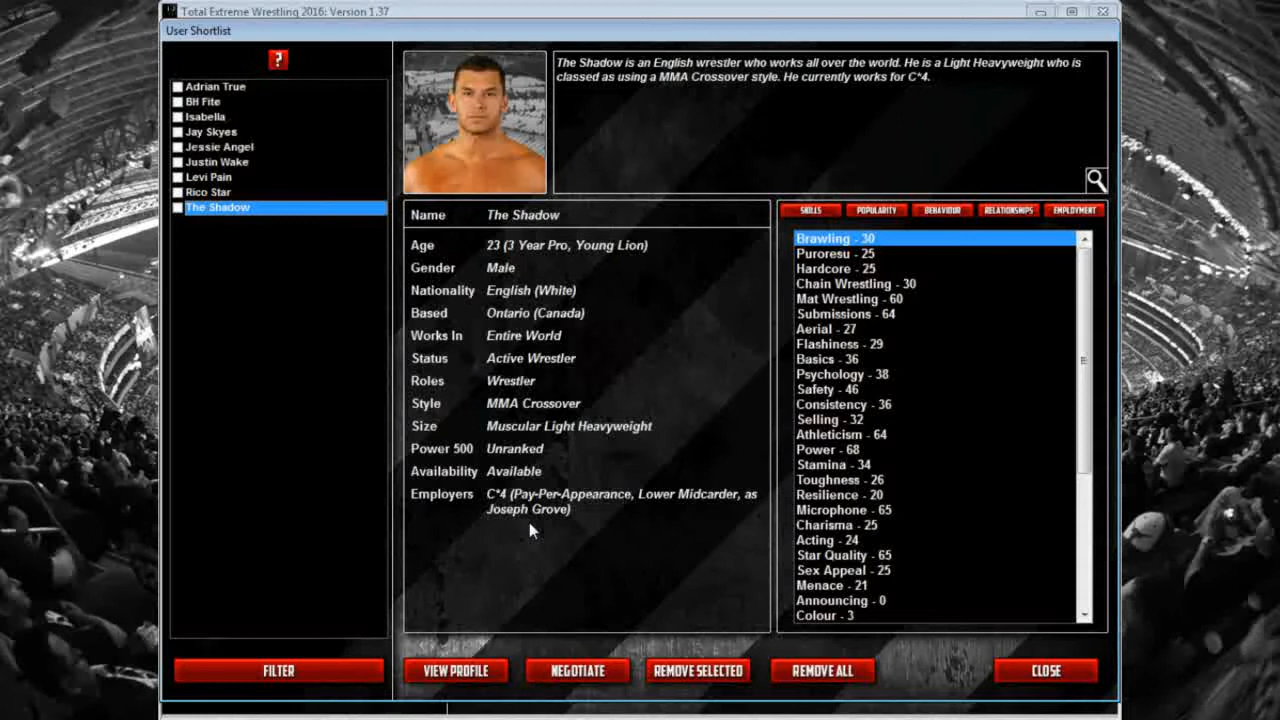 Total Extreme Wrestling 2016: Version 1.37
User Shortlist
?
Adrian True
BH Fite
Isabella
Jay Skyes
Jessie Angel
Justin Wake
Levi Pain
Rico Star
The Shadow
FILTER
The Shadow is an English wrestler who works all over the world. He is a Light Heavyweight who is
classed as using a MMA Crossover style. He currently works for C*4.
Name The Shadow
Age 23 (3 Year Pro, Young Lion)
Gender Male
Nationality English (White)
Based Ontario (Canada)
Works In Entire World
Status Active Wrestler
Roles Wrestler
Style MMA Crossover
Size Muscular Light Heavyweight
Power 500 Unranked
Availability Available
Employers C*4 (Pay-Per-Appearance, Lower Midcarder, as
Joseph Grove)
SKILLS POPULARITY BEHAVIOUR RELATIONSHIPS EMPLOYMENT
Brawling - 30
Puroresu - 25
Hardcore - 25
Chain Wrestling - 30
Mat Wrestling - 60
Submissions - 64
Aerial - 27
Flashiness - 29
Basics - 36
Psychology - 38
Safety - 46
Consistency - 36
Selling - 32
Athleticism - 64
Power - 68
Stamina - 34
Toughness - 26
Resilience - 20
Microphone - 65
Charisma - 25
Acting - 24
Star Quality - 65
Sex Appeal - 25
Menace - 21
Announcing - 0
Colour - 3
VIEW PROFILE NEGOTIATE REMOVE SELECTED REMOVE ALL CLOSE